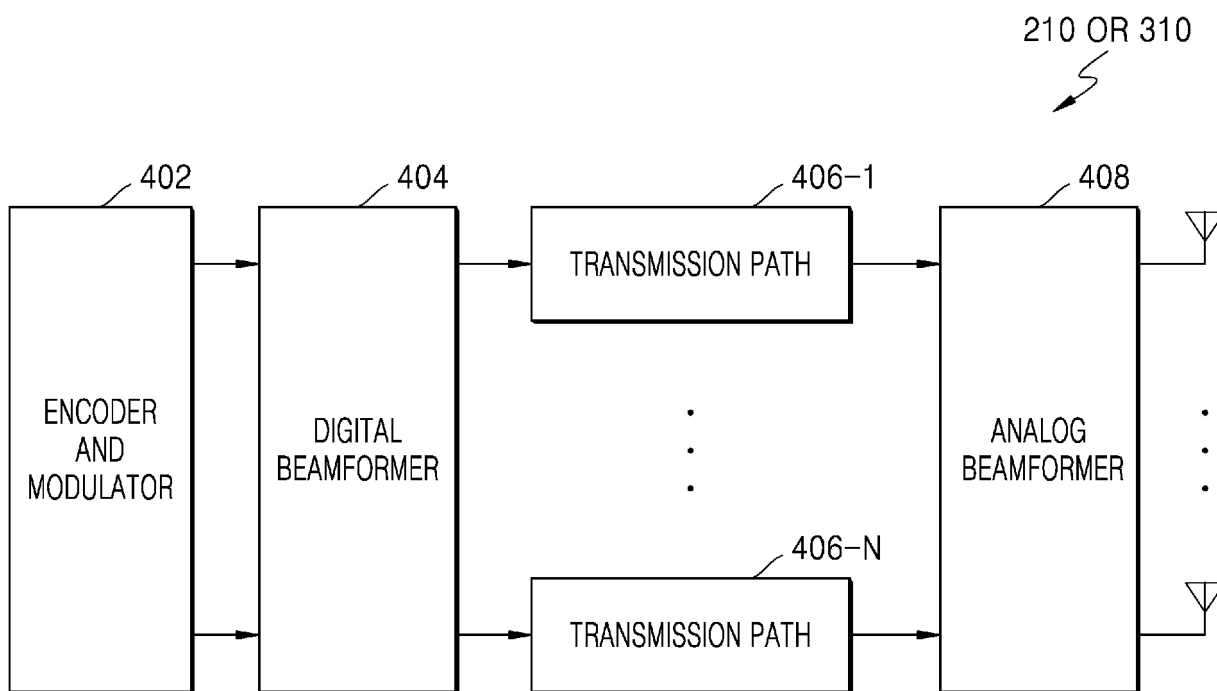 210 OR 310
402
404
406-1
408
TRANSMISSION PATH
ENCODER
AND
MODULATOR
DIGITAL
BEAMFORMER
ANALOG
BEAMFORMER
406-N
TRANSMISSION PATH